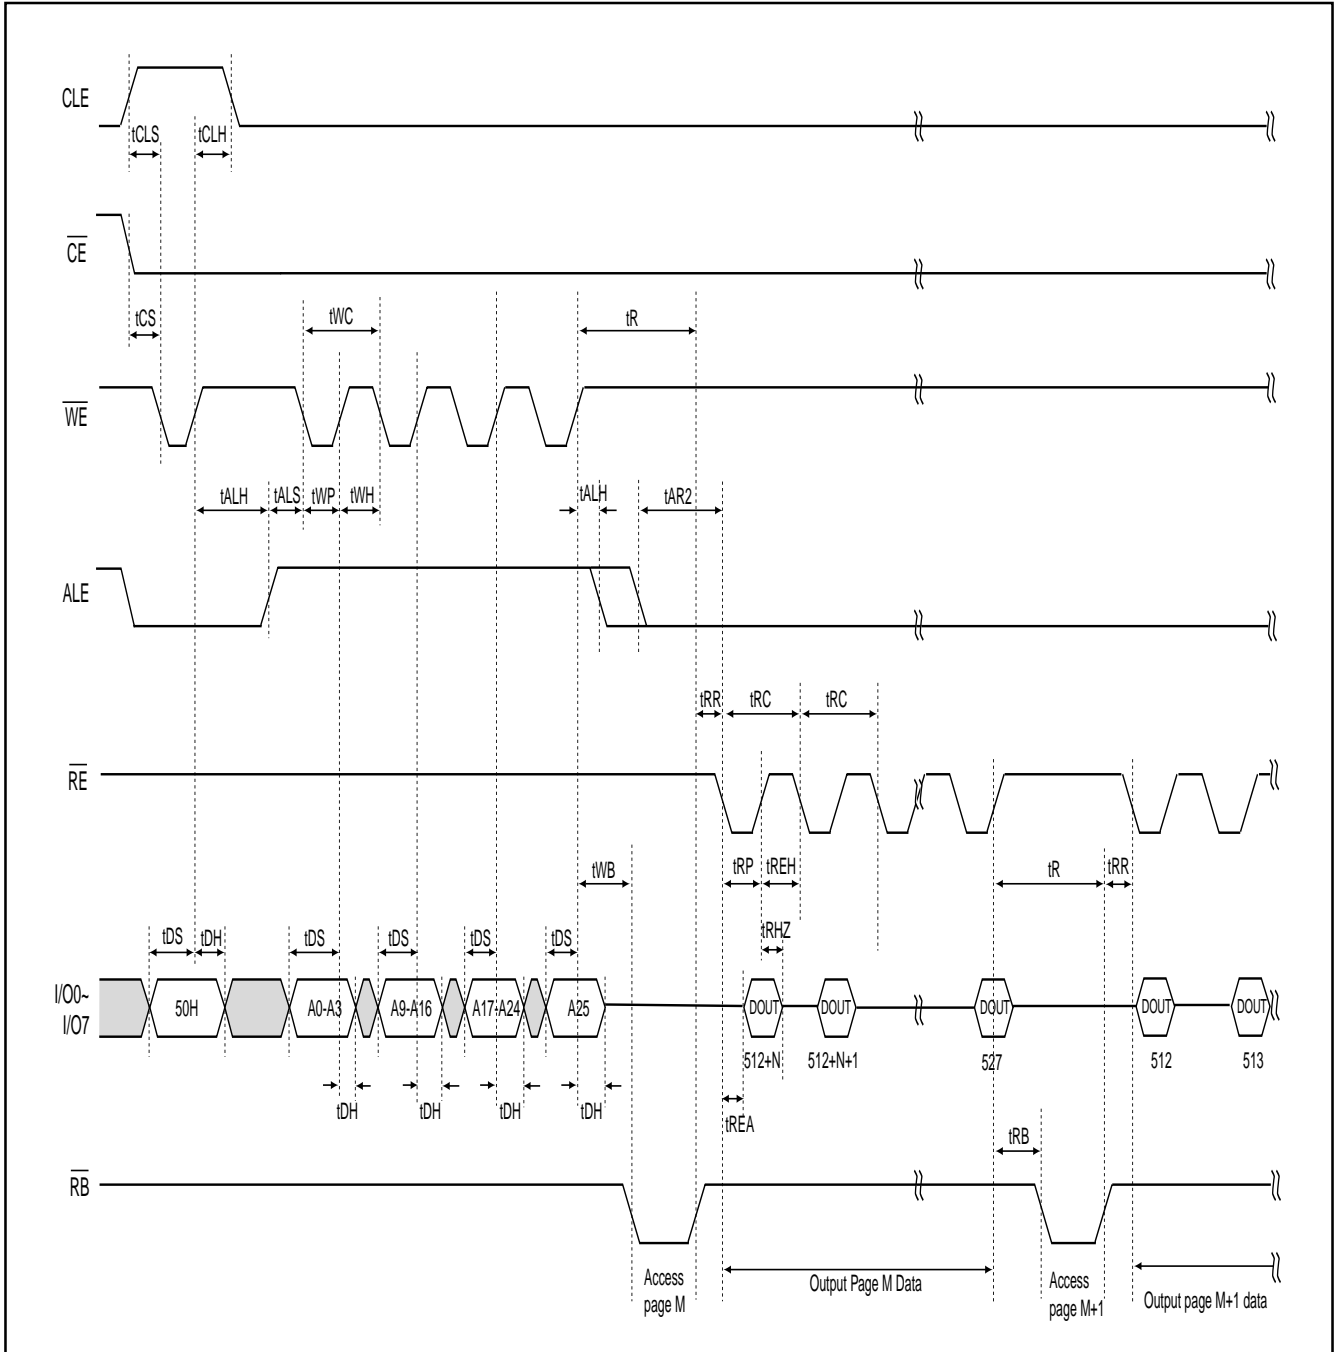 CLE
tCLS
tCLH
CE
tCS
tWC
tR
WE
tALH
tALS
tWP
tWH
tALH
tAR2
ALE
tRR
tRC
tRC
RE
tWB
tRP
tREH
tR
tRR
tRHZ
tDS
tDH
tDS
tDS
tDS
tDS
I/O0~
I/O7
50H
A0-A3
A9-A16
A17-A24
A25
DOUT
DOUT
DOUT
DOUT
DOUT
512+N
512+N+1
527
512
513
tDH
tDH
tDH
tDH
tREA
tRB
RB
Access
page M
Output Page M Data
Access
page M+1
Output page M+1 data